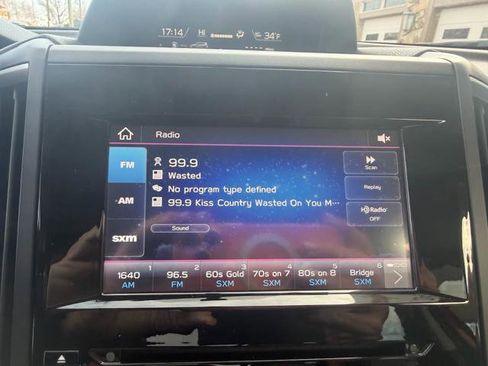 17:14 HI 34°F
Radio
FM
99.9
Scan
Wasted
No program type defined
Replay
AM
99.9 Kiss Country Wasted On You M···
HD Radio
OFF
sxm
Sound
1 2 3 4 5 6
1640 96.5 60s Gold 70s on 7 80s on 8 Bridge
AM FM SXM SXM SXM SXM